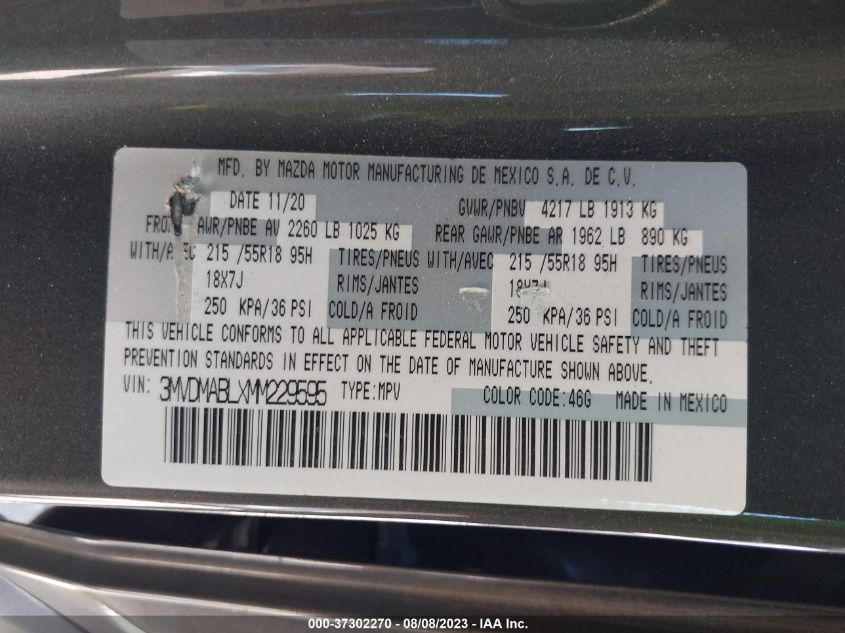 MFD. BY MAZDA MOTOR MANUFACTURING DE MEXICO S.A. DE C.V.
DATE 11/20 GVWR/PNBV 4217 LB 1913 KG
AWR/PNBE AV 2260 LB 1025 KG REAR GAWR/PNBE AR 1962 LB 890 KG
215 /55R18 95H TIRES/PNEUS WITH/AVEC 215 /55R18 95H TIRES/PNEUS
18X7J RIMS/JANTES 18X7J RIMS/JANTES
250 KPA/36 PSI COLD/A FROID 250 KPA/36 PSI COLD/A FROID
THIS VEHICLE CONFORMS TO ALL APPLICABLE FEDERAL MOTOR VEHICLE SAFETY AND THEFT
PREVENTION STANDARDS IN EFFECT ON THE DATE OF MANUFACTURE SHOWN ABOVE.
VIN: 3MVDMABLXMM229595 TYPE:MPV COLOR CODE:46G MADE IN MEXICO
000-37302270 - 08/08/2023 - IAA Inc.